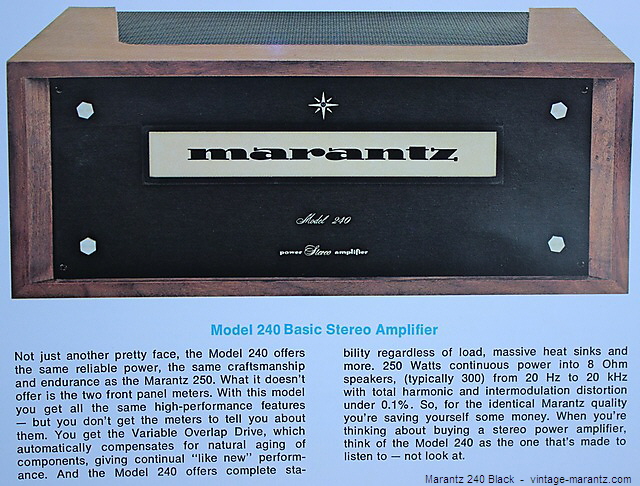 marantz
Model 240
power Stereo amplifier
Model 240 Basic Stereo Amplifier
Not just another pretty face, the Model 240 offers
the same reliable power, the same craftsmanship
and endurance as the Marantz 250. What it doesn't
offer is the two front panel meters. With this model
you get all the same high-performance features
— but you don't get the meters to tell you about
them. You get the Variable Overlap Drive, which
automatically compensates for natural aging of
components, giving continual "like new" perform-
ance. And the Model 240 offers complete sta-
bility regardless of load, massive heat sinks and
more. 250 Watts continuous power into 8 Ohm
speakers, (typically 300) from 20 Hz to 20 kHz
with total harmonic and intermodulation distortion
under 0.1%. So, for the identical Marantz quality
you're saving yourself some money. When you're
thinking about buying a stereo power amplifier,
think of the Model 240 as the one that's made to
listen to — not look at.
Marantz 240 Black - vintage-marantz.com